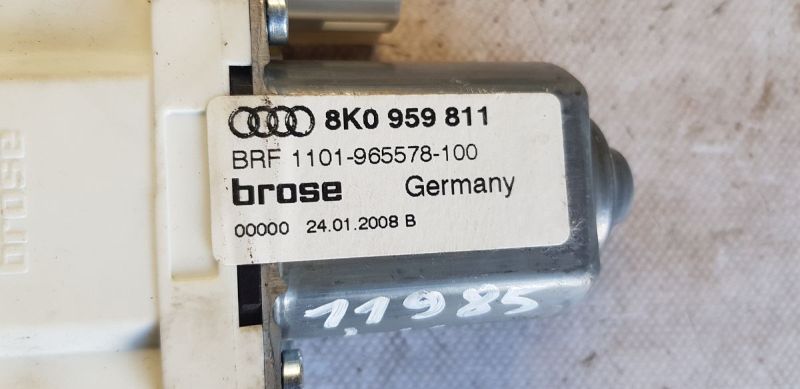 8K0 959 811
BRF 1101-965578-100
brose Germany
00000 24.01.2008 B
11985
brose